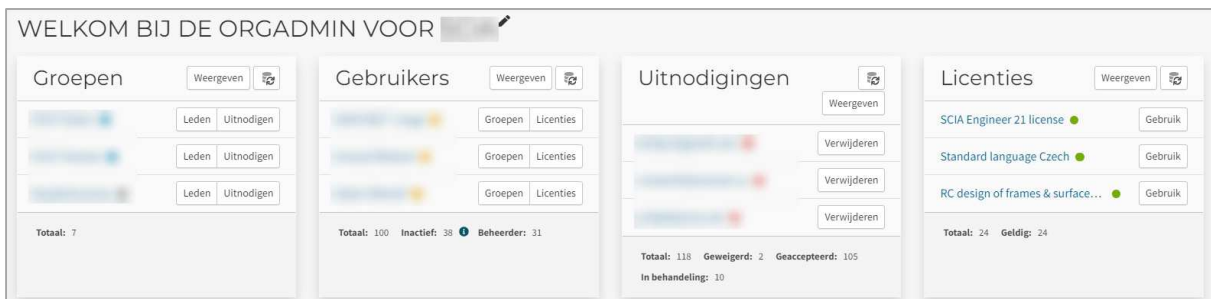 WELKOM BIJ DE ORGADMIN VOOR
Groepen Weergeven
Leden Uitnodigen
Leden Uitnodigen
Leden Uitnodigen
Totaal: 7
Gebruikers Weergeven
Groepen Licenties
Groepen Licenties
Groepen Licenties
Totaal: 100 Inactief: 38 Beheerder: 31
Uitnodigingen
Weergeven
Verwijderen
Verwijderen
Verwijderen
Totaal: 118 Geweigerd: 2 Geaccepteerd: 105
In behandeling: 10
Licenties Weergeven
SCIA Engineer 21 license Gebruik
Standard language Czech Gebruik
RC design of frames & surface... Gebruik
Totaal: 24 Geldig: 24